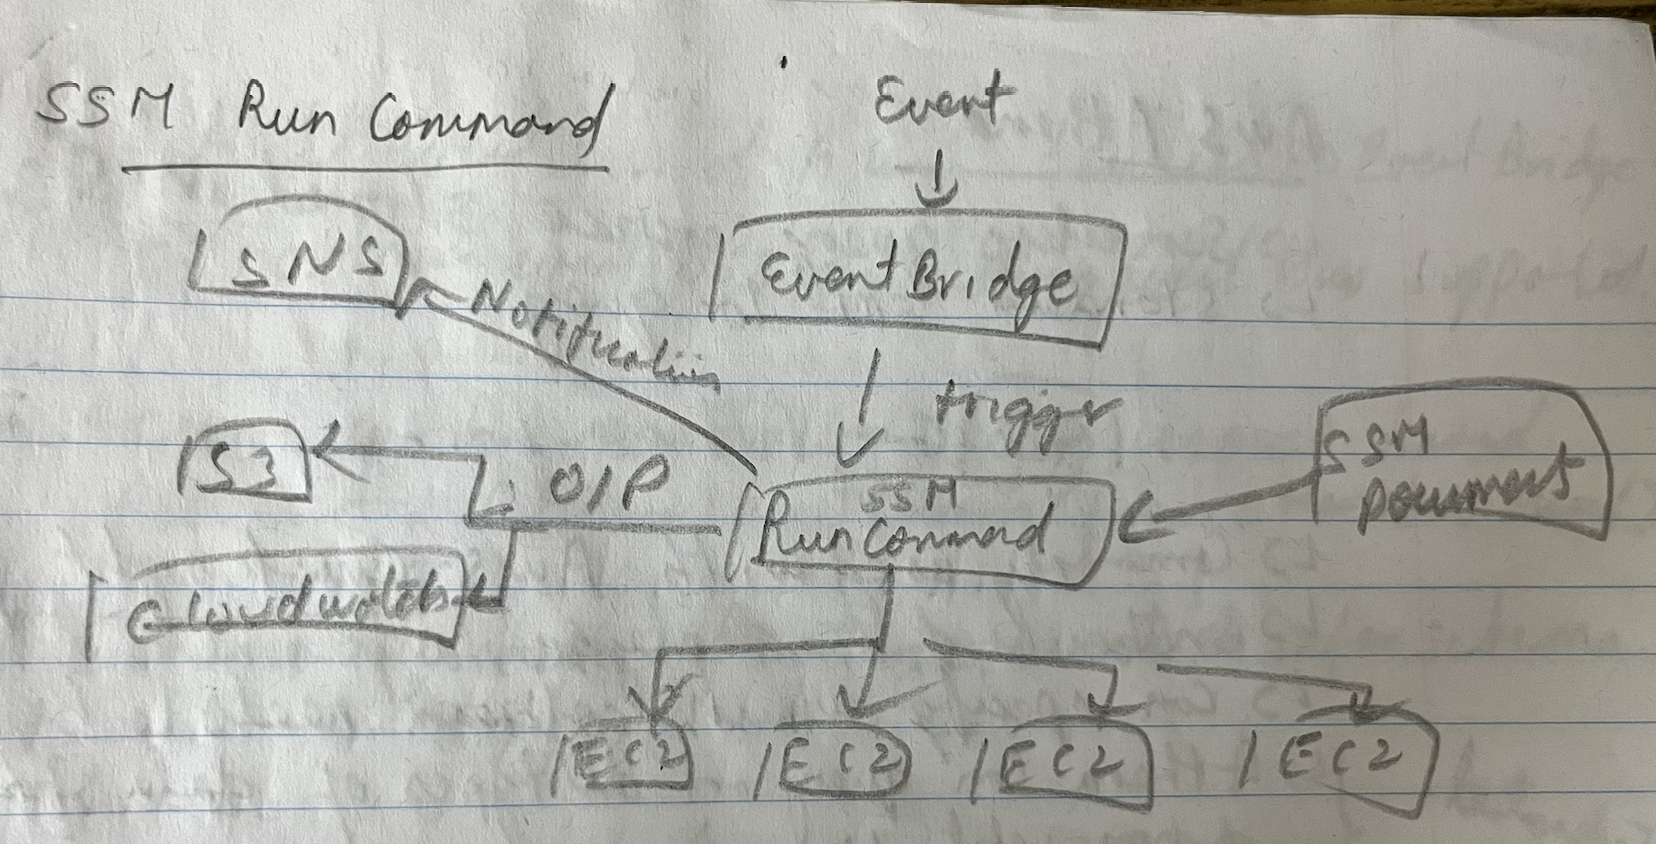 SSM Run Command
Event
SNS
EventBridge
Notification
trigger
SSM
Document
S3
O/P
SSM
Run Command
Cloudwatch
EC2
EC2
EC2
EC2